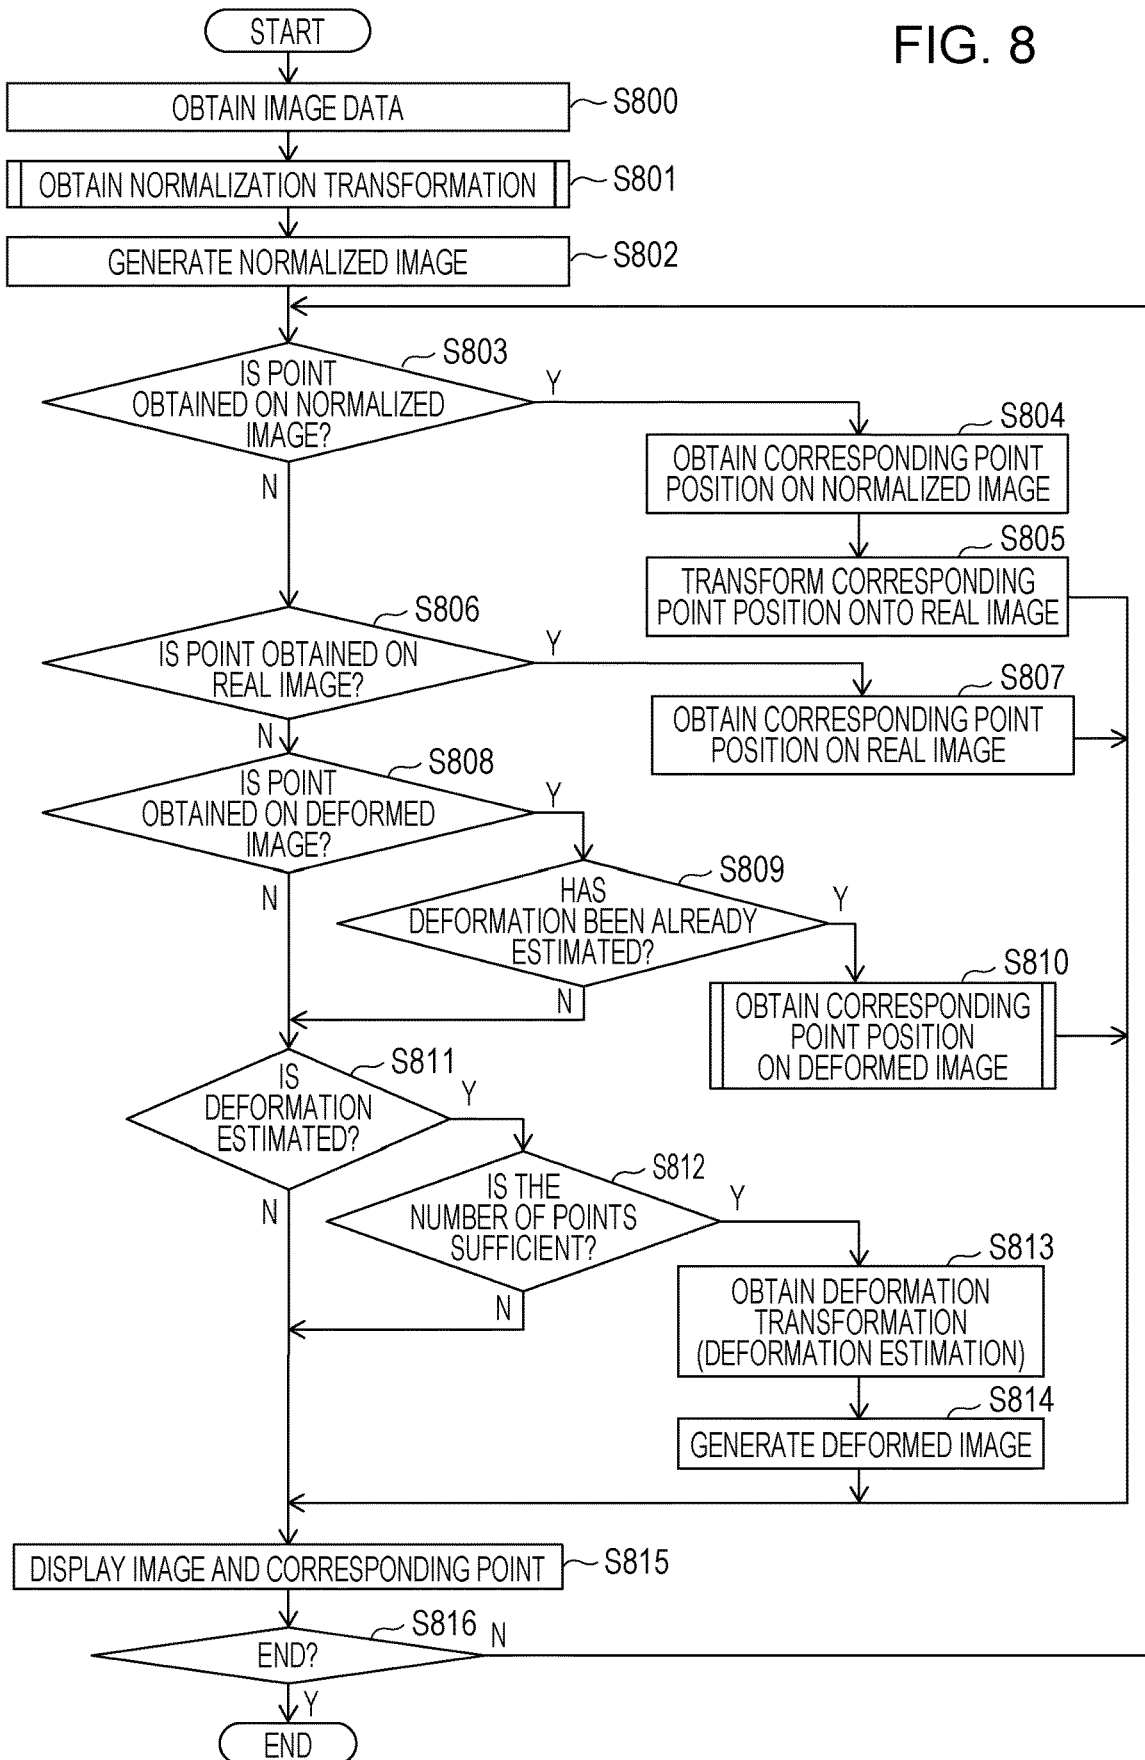 START
FIG. 8
OBTAIN IMAGE DATA
S800
OBTAIN NORMALIZATION TRANSFORMATION
S801
GENERATE NORMALIZED IMAGE
S802
S803
IS POINT
OBTAINED ON NORMALIZED
IMAGE?
Y
N
S804
OBTAIN CORRESPONDING POINT
POSITION ON NORMALIZED IMAGE
S805
TRANSFORM CORRESPONDING
POINT POSITION ONTO REAL IMAGE
S806
IS POINT OBTAINED ON
REAL IMAGE?
Y
N
S807
OBTAIN CORRESPONDING POINT
POSITION ON REAL IMAGE
S808
IS POINT
OBTAINED ON DEFORMED
IMAGE?
Y
N
S809
HAS
DEFORMATION BEEN ALREADY
ESTIMATED?
Y
N
S810
OBTAIN CORRESPONDING
POINT POSITION
ON DEFORMED IMAGE
S811
IS
DEFORMATION
ESTIMATED?
Y
N
S812
IS THE
NUMBER OF POINTS
SUFFICIENT?
Y
N
S813
OBTAIN DEFORMATION
TRANSFORMATION
(DEFORMATION ESTIMATION)
S814
GENERATE DEFORMED IMAGE
DISPLAY IMAGE AND CORRESPONDING POINT
S815
S816
END?
N
Y
END